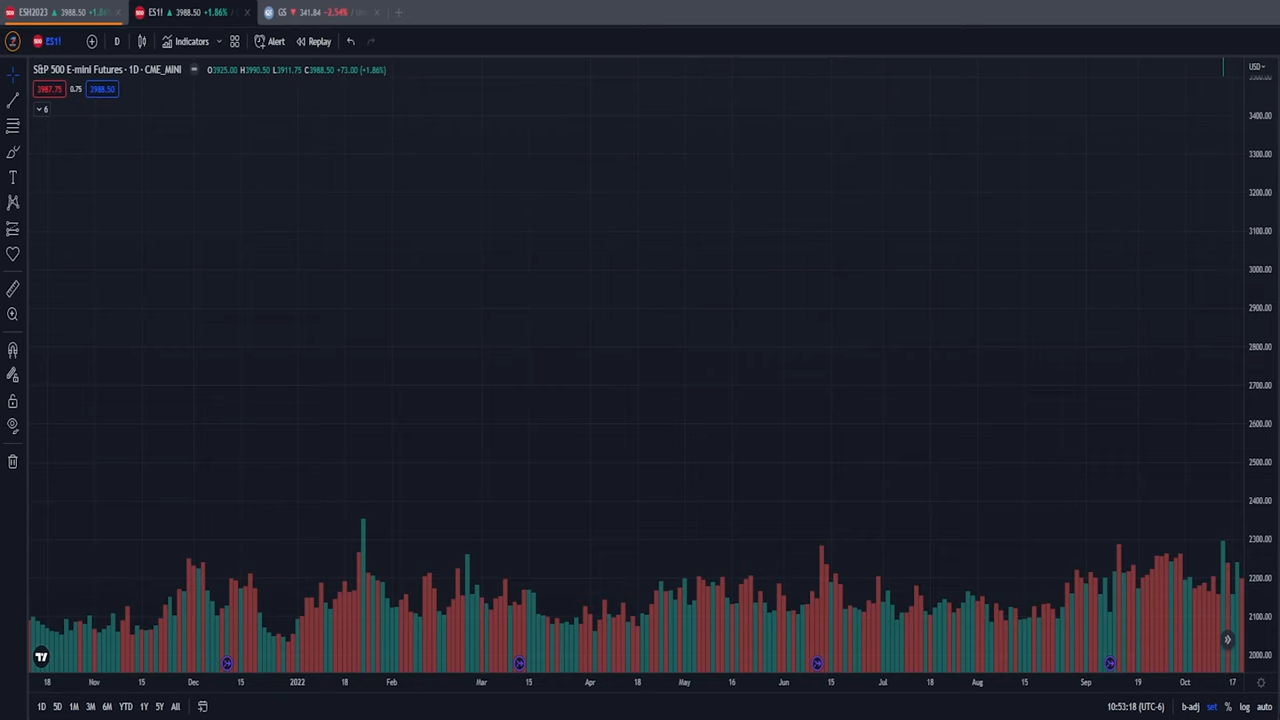 ESH2023 ▲ 3988.50 +1.86%
ES1! ▲ 3988.50 +1.86% /
GS ▼ 341.84 −2.54% /
ES1!
D
Indicators
Alert
Replay
S&P 500 E-mini Futures · 1D · CME_MINI
O3925.00 H3990.50 L3911.75 C3988.50 +73.00 (+1.86%)
3987.75 0.75 3988.50
6
USD
3500.00
3400.00
3300.00
3200.00
3100.00
3000.00
2900.00
2800.00
2700.00
2600.00
2500.00
2400.00
2300.00
2200.00
2100.00
2000.00
18 Nov 15 Dec 15 2022 18 Feb Mar 15 Apr 18 May 16 Jun 15 Jul 18 Aug 15 Sep 19 Oct 17
1D 5D 1M 3M 6M YTD 1Y 5Y All
10:53:18 (UTC-6) b-adj set % log auto